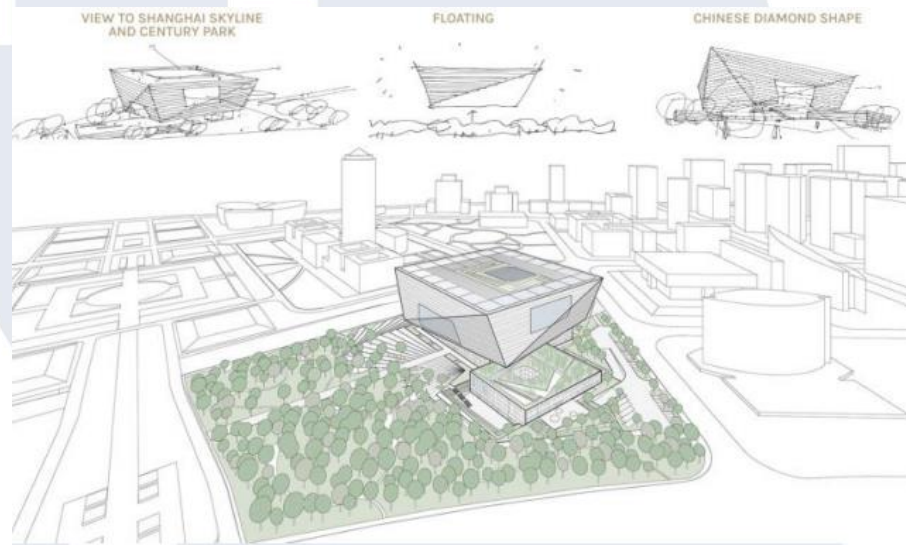 VIEW TO SHANGHAI SKYLINE
AND CENTURY PARK
FLOATING
CHINESE DIAMOND SHAPE